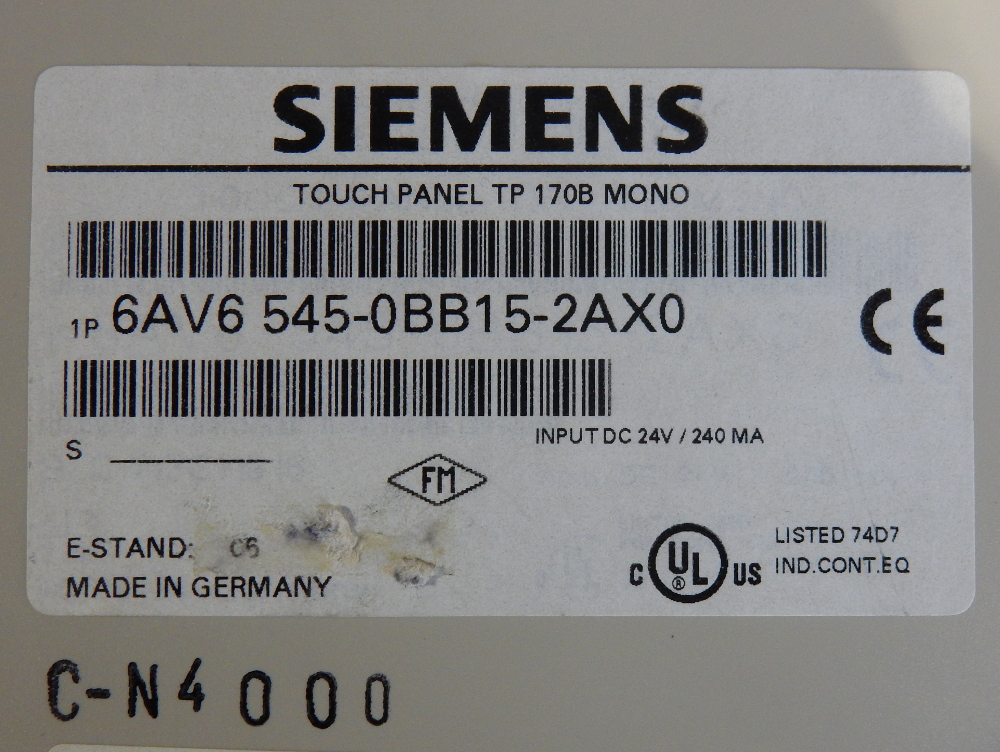 SIEMENS
TOUCH PANEL TP 170B MONO
1P 6AV6 545-0BB15-2AX0
CE
S
INPUT DC 24V / 240 MA
FM
E-STAND: C6
MADE IN GERMANY
C UL ® US
LISTED 74D7
IND.CONT.EQ
C-N4000